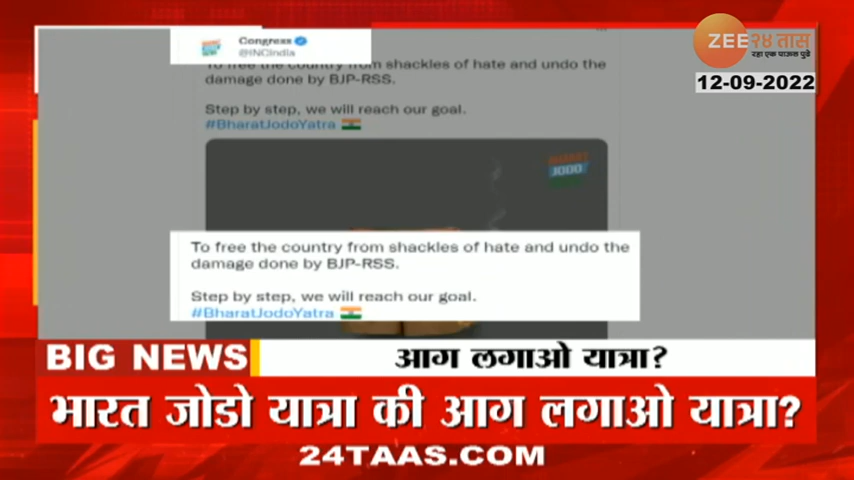 Congress
@INCIndia
To free the country from shackles of hate and undo the
damage done by BJP-RSS.
Step by step, we will reach our goal.
#BharatJodoYatra
BHARAT
JODO
To free the country from shackles of hate and undo the
damage done by BJP-RSS.
Step by step, we will reach our goal.
#BharatJodoYatra
ZEE २४ तास
रहा एक पाऊल पुढे
12-09-2022
BIG NEWS
आग लगाओ यात्रा?
भारत जोडो यात्रा की आग लगाओ यात्रा?
24TAAS.COM